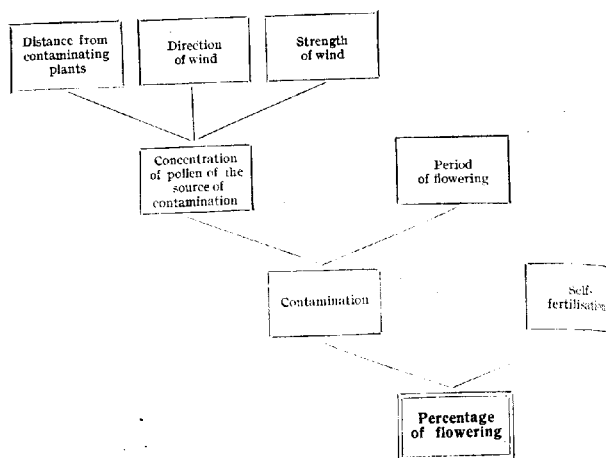 Distance from
contaminating
plants
Direction
of wind
Strength
of wind
Concentration
of pollen of the
source of
contamination
Period
of flowering
Contamination
Self-
fertilisation
Percentage
of flowering